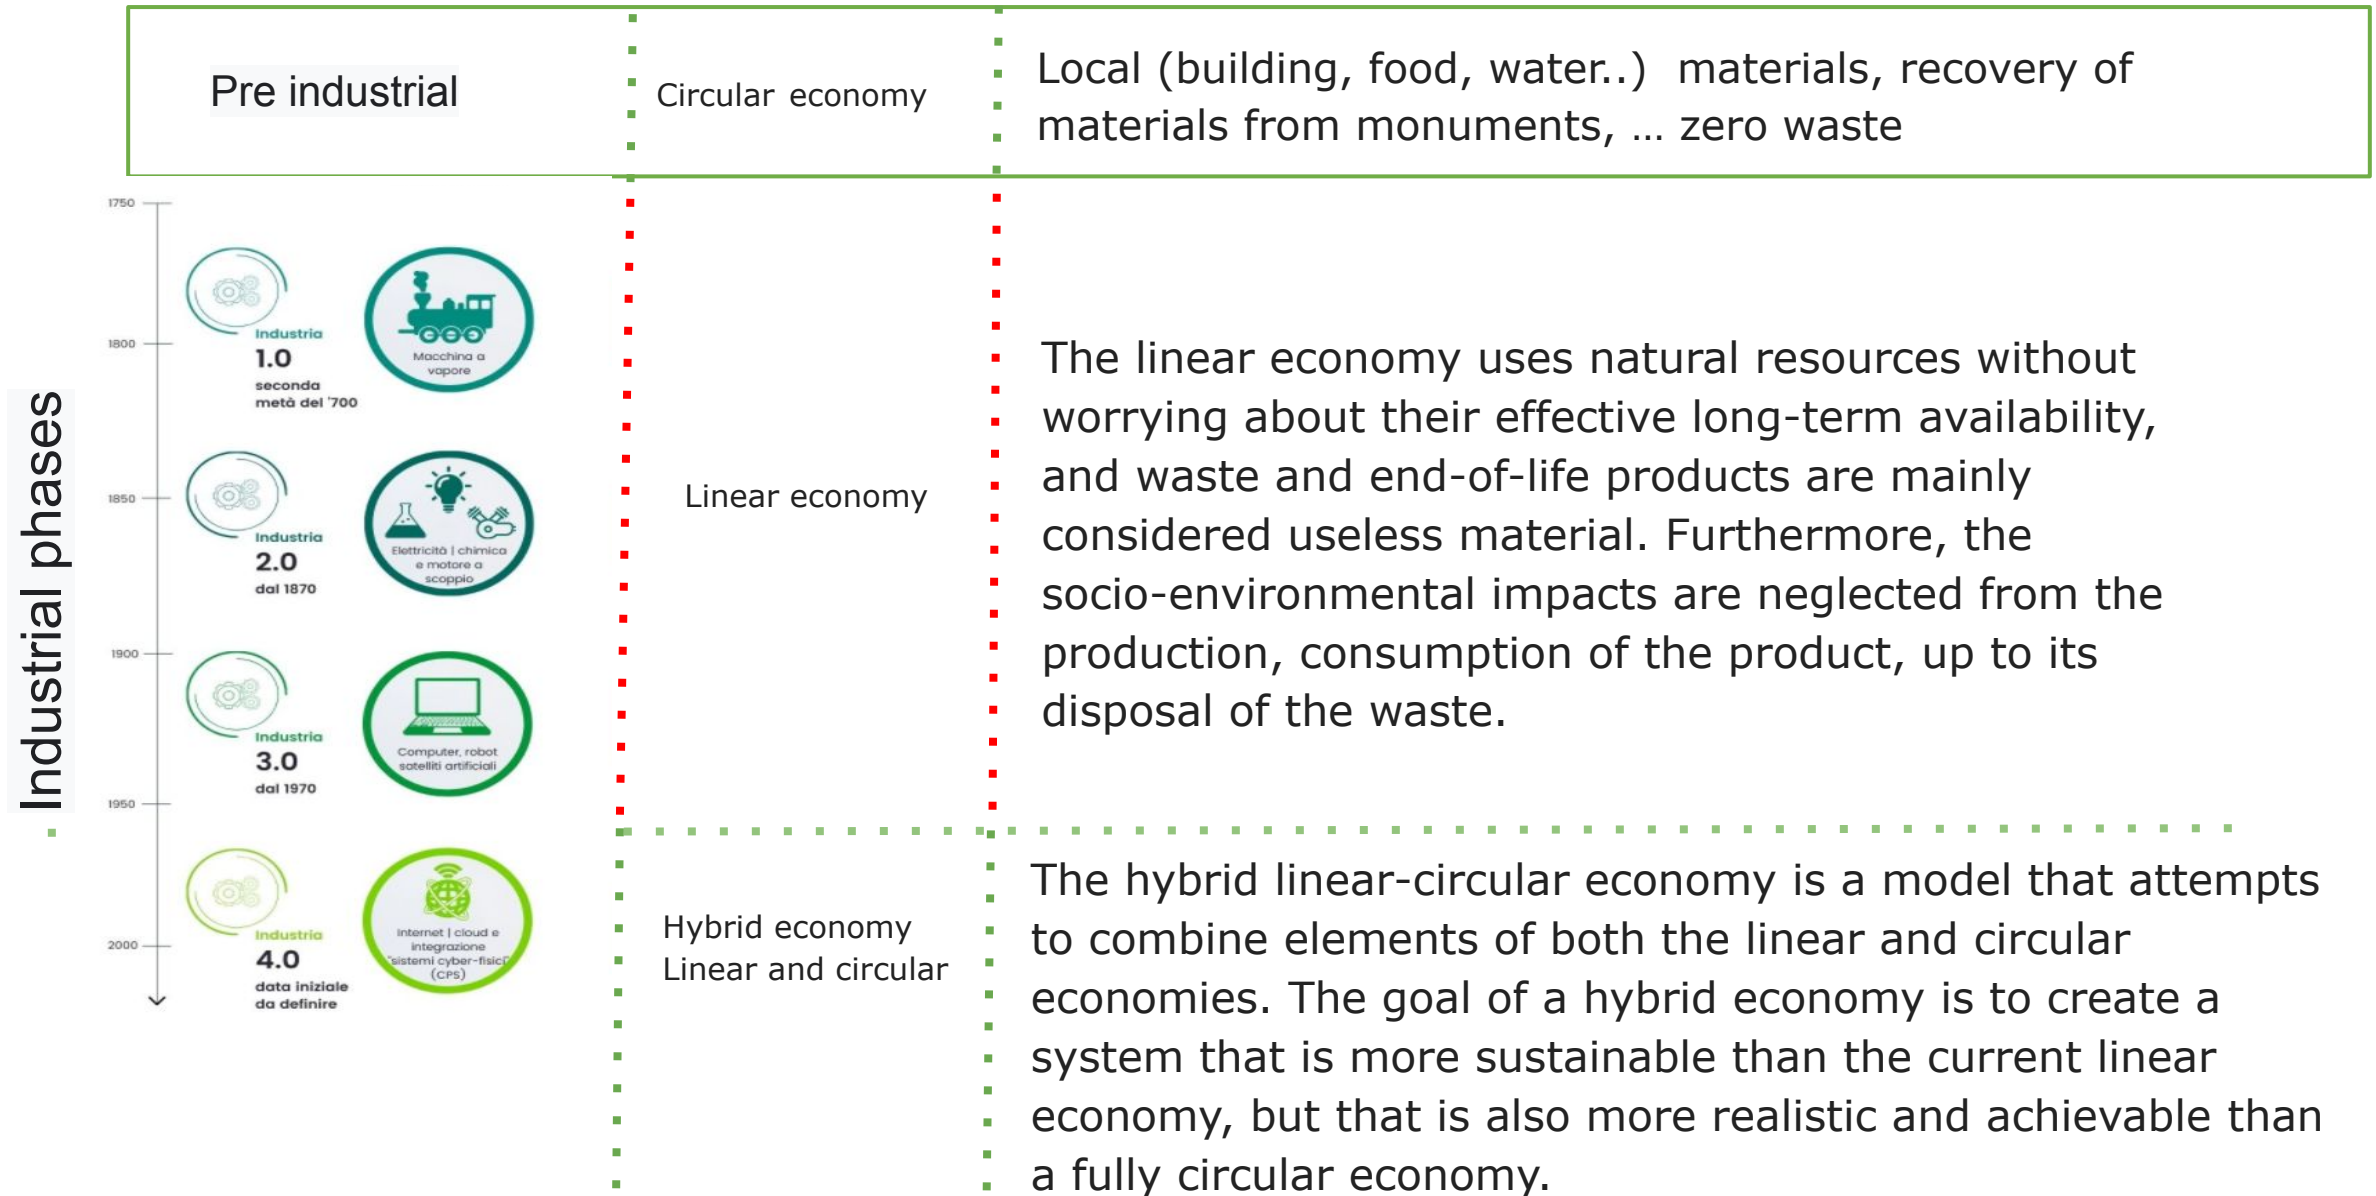 Pre industrial
Circular economy
Local (building, food, water..) materials, recovery of
materials from monuments, … zero waste
Industrial phases
1750
1800
1850
1900
1950
2000
Industria
1.0
seconda
metà del '700
Macchina a
vapore
Industria
2.0
dal 1870
Elettricità | chimica
e motore a
scoppio
Industria
3.0
dal 1970
Computer, robot
satelliti artificiali
Industria
4.0
data iniziale
da definire
Internet | cloud e
integrazione
"sistemi cyber-fisici"
(CPS)
Linear economy
The linear economy uses natural resources without
worrying about their effective long-term availability,
and waste and end-of-life products are mainly
considered useless material. Furthermore, the
socio-environmental impacts are neglected from the
production, consumption of the product, up to its
disposal of the waste.
Hybrid economy
Linear and circular
The hybrid linear-circular economy is a model that attempts
to combine elements of both the linear and circular
economies. The goal of a hybrid economy is to create a
system that is more sustainable than the current linear
economy, but that is also more realistic and achievable than
a fully circular economy.